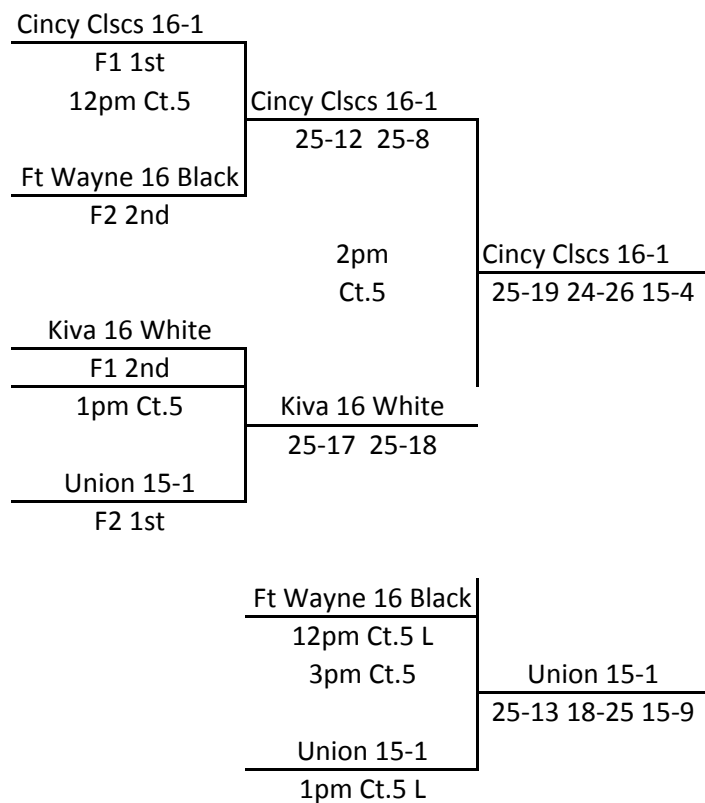 Cincy Clscs 16-1
F1 1st
12pm Ct.5
Cincy Clscs 16-1
25-12 25-8
Ft Wayne 16 Black
F2 2nd
2pm
Ct.5
Cincy Clscs 16-1
25-19 24-26 15-4
Kiva 16 White
F1 2nd
1pm Ct.5
Kiva 16 White
25-17 25-18
Union 15-1
F2 1st
Ft Wayne 16 Black
12pm Ct.5 L
3pm Ct.5
Union 15-1
25-13 18-25 15-9
Union 15-1
1pm Ct.5 L